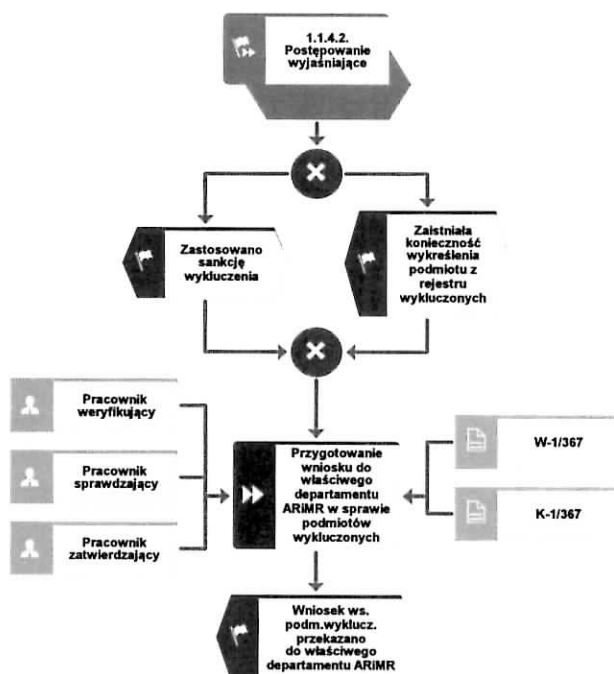 1.1.4.2.
Postępowanie
wyjaśniające
Zastosowano
sankcję
wykluczenia
Zaistniała
konieczność
wykreślenia
podmiotu z
rejestru
wykluczonych
Pracownik
weryfikujący
Pracownik
sprawdzający
Pracownik
zatwierdzający
Przygotowanie
wniosku do
właściwego
departamentu
ARiMR w sprawie
podmiotów
wykluczonych
W-1/367
K-1/367
Wniosek ws.
podm.wyklucz.
przekazano
do właściwego
departamentu ARiMR